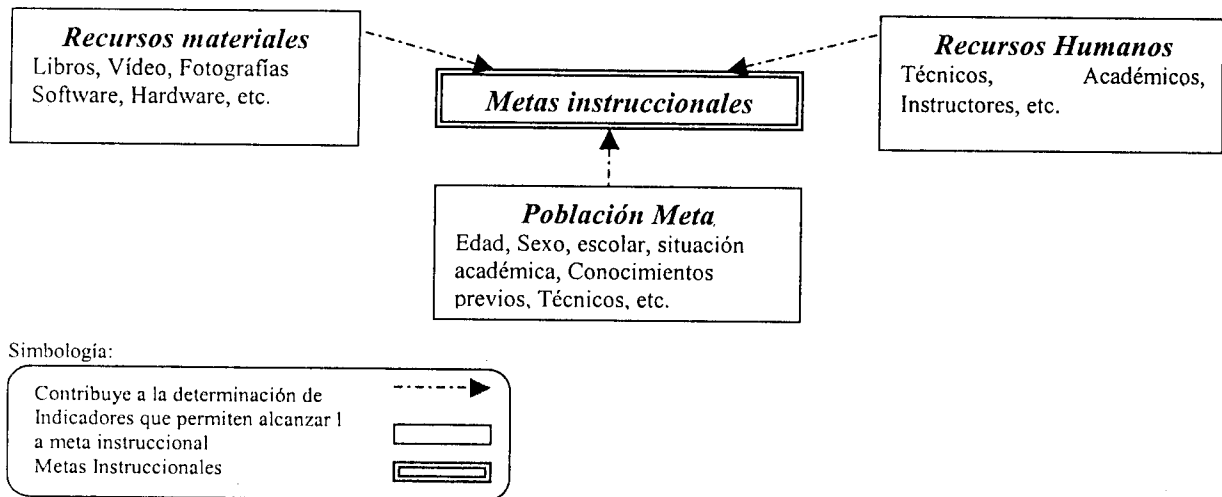 Recursos materiales
Libros, Vídeo, Fotografías
Software, Hardware, etc.
Metas instruccionales
Recursos Humanos
Técnicos, Académicos,
Instructores, etc.
Población Meta
Edad, Sexo, escolar, situación
académica, Conocimientos
previos, Técnicos, etc.
Simbología:
Contribuye a la determinación de
Indicadores que permiten alcanzar l
a meta instruccional
Metas Instruccionales